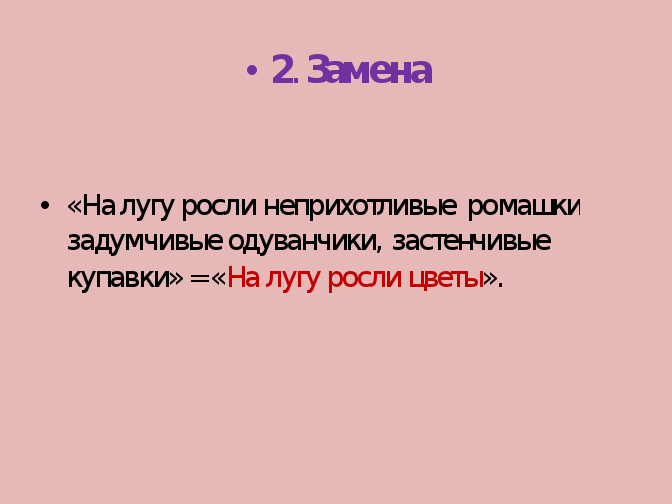 • 2. Замена
• «На лугу росли неприхотливые ромашки
задумчивые одуванчики, застенчивые
купавки» = «На лугу росли цветы».